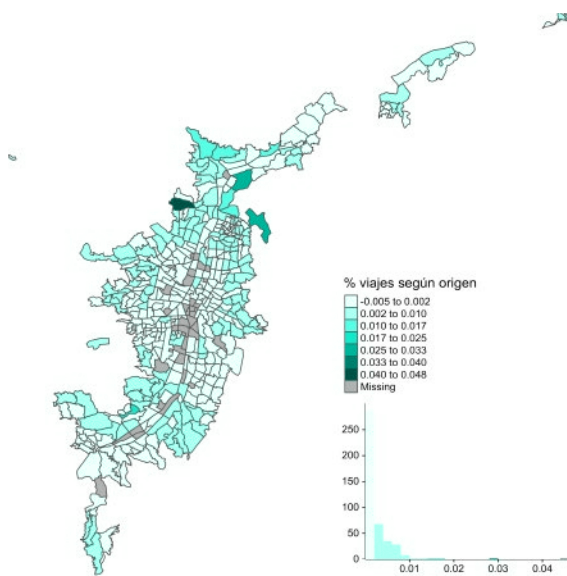 % viajes según origen
-0.005 to 0.002
0.002 to 0.010
0.010 to 0.017
0.017 to 0.025
0.025 to 0.033
0.033 to 0.040
0.040 to 0.048
Missing
250
200
150
100
50
0
0.01 0.02 0.03 0.04